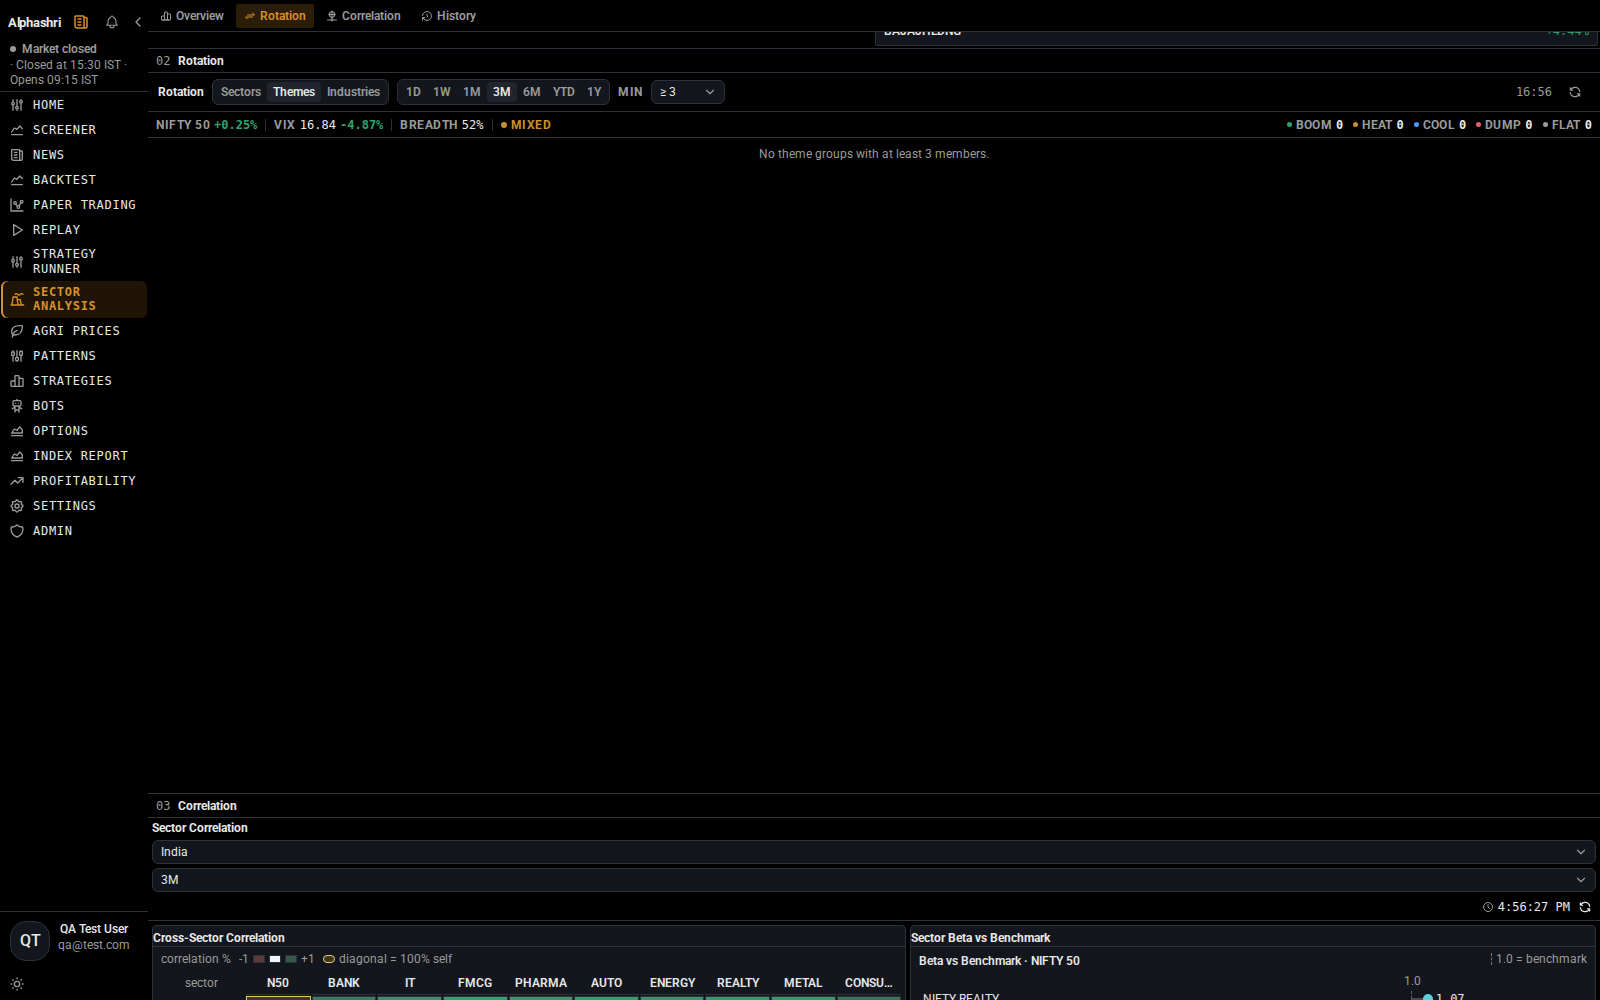 Alphashri
Market closed
· Closed at 15:30 IST ·
Opens 09:15 IST
HOME
SCREENER
NEWS
BACKTEST
PAPER TRADING
REPLAY
STRATEGY
RUNNER
SECTOR
ANALYSIS
AGRI PRICES
PATTERNS
STRATEGIES
BOTS
OPTIONS
INDEX REPORT
PROFITABILITY
SETTINGS
ADMIN
QT
QA Test User
qa@test.com
Overview Rotation Correlation History
BAJAJHLDNG +4.44%
02 Rotation
Rotation Sectors Themes Industries 1D 1W 1M 3M 6M YTD 1Y MIN ≥ 3 16:56
NIFTY 50 +0.25% VIX 16.84 -4.87% BREADTH 52% MIXED BOOM 0 HEAT 0 COOL 0 DUMP 0 FLAT 0
No theme groups with at least 3 members.
03 Correlation
Sector Correlation
India
3M
4:56:27 PM
Cross-Sector Correlation
correlation % -1 +1 diagonal = 100% self
sector N50 BANK IT FMCG PHARMA AUTO ENERGY REALTY METAL CONSU...
Sector Beta vs Benchmark
Beta vs Benchmark · NIFTY 50 1.0 = benchmark
1.0
NIFTY REALTY 1.07